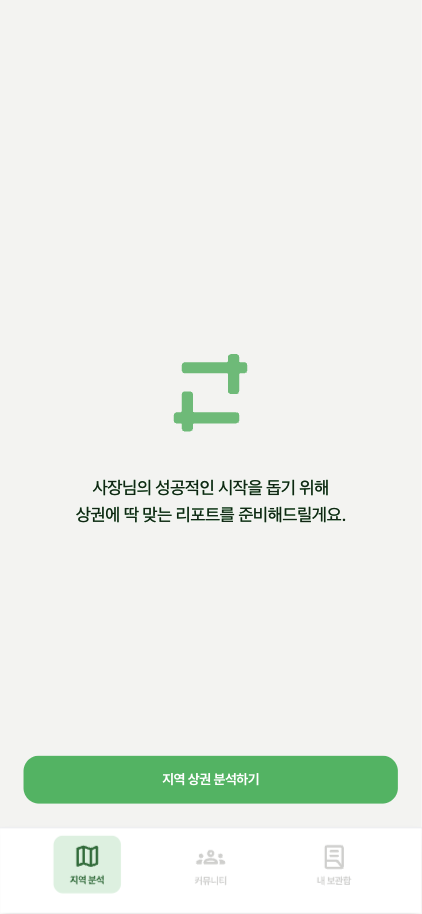 사장님의 성공적인 시작을 돕기 위해
상권에 딱 맞는 리포트를 준비해드릴게요.
지역 상권 분석하기
지역 분석
커뮤니티
내 보관함